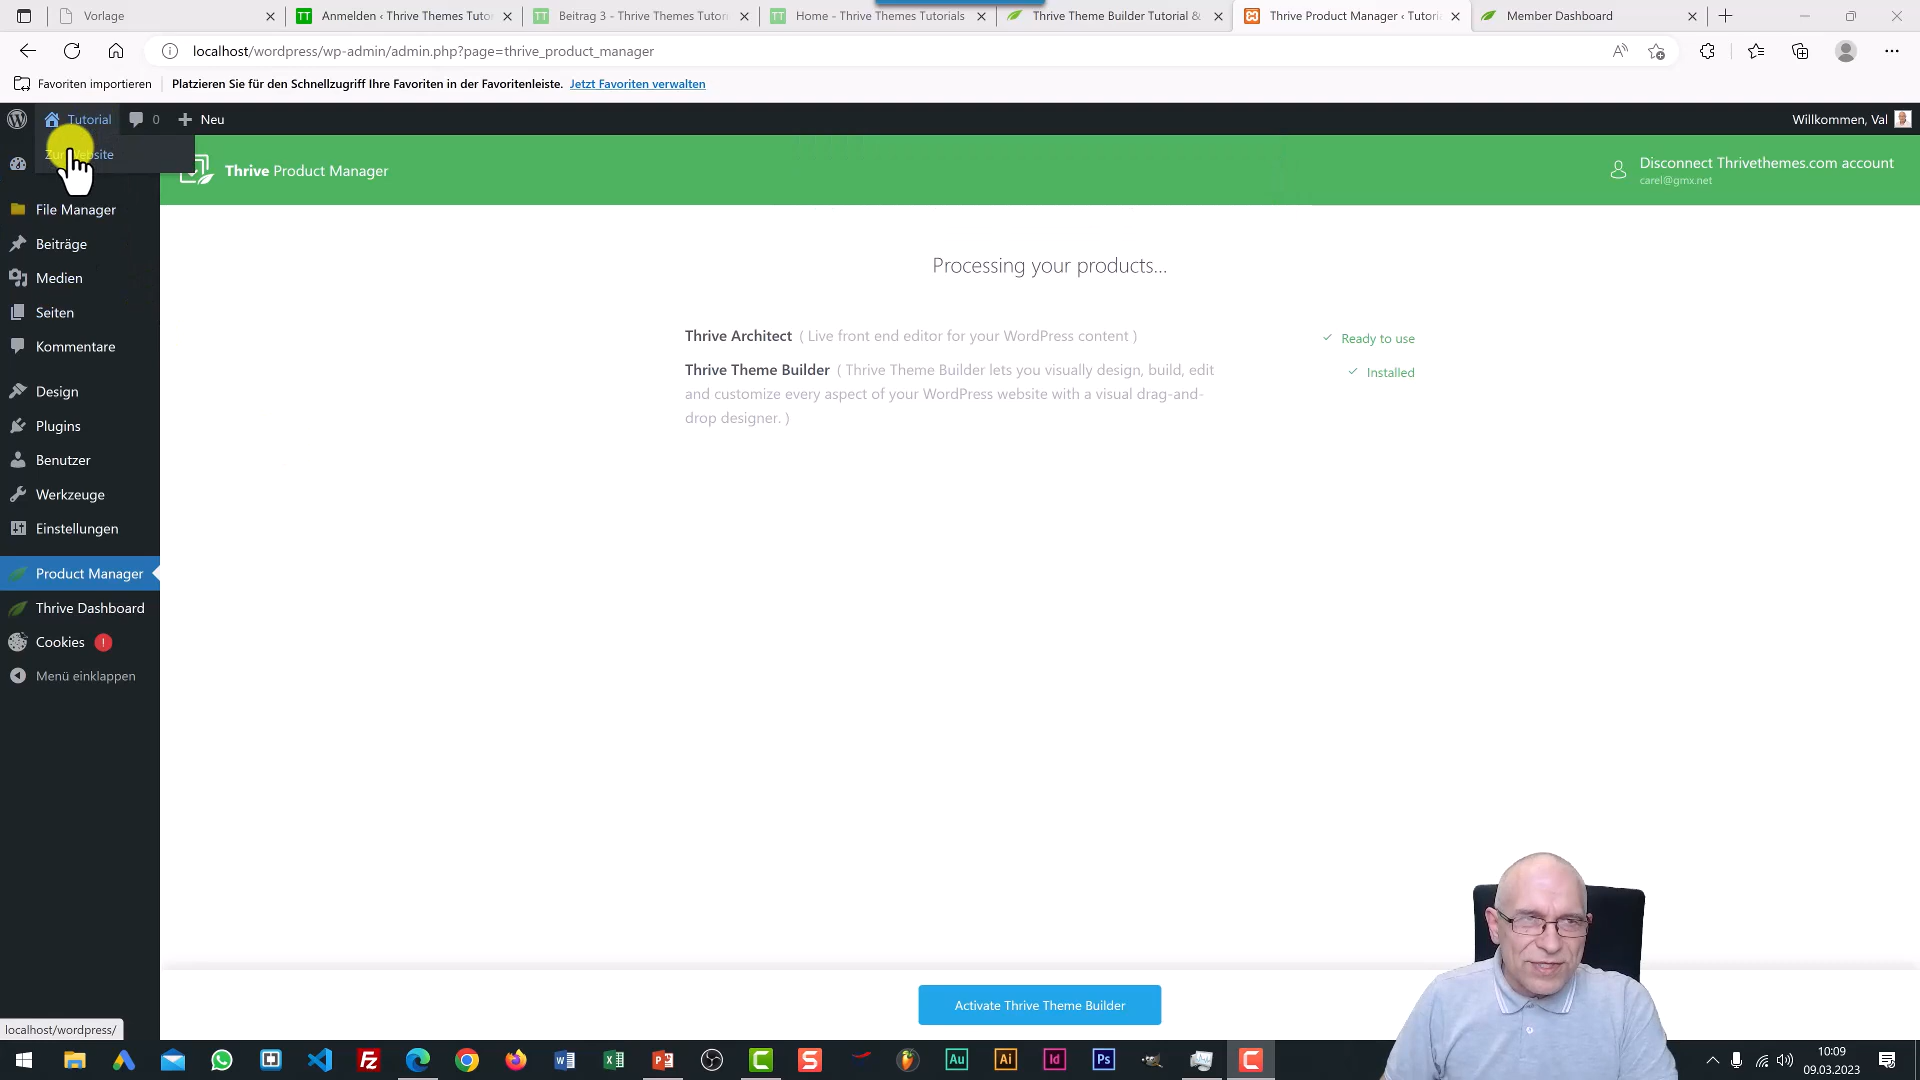 Vorlage
Anmelden ‹ Thrive Themes Tutor
Beitrag 3 - Thrive Themes Tutori
Home – Thrive Themes Tutorials
Thrive Theme Builder Tutorial &
Thrive Product Manager ‹ Tutori
Member Dashboard
localhost/wordpress/wp-admin/admin.php?page=thrive_product_manager
Favoriten importieren
Platzieren Sie für den Schnellzugriff Ihre Favoriten in der Favoritenleiste. Jetzt Favoriten verwalten
Tutorial
0
Neu
Willkommen, Val
Zur Website
Thrive Product Manager
Disconnect Thrivethemes.com account
carel@gmx.net
File Manager
Beiträge
Medien
Seiten
Kommentare
Design
Plugins
Benutzer
Werkzeuge
Einstellungen
Product Manager
Thrive Dashboard
Cookies !
Menü einklappen
Processing your products...
Thrive Architect ( Live front end editor for your WordPress content )
Ready to use
Thrive Theme Builder ( Thrive Theme Builder lets you visually design, build, edit
Installed
and customize every aspect of your WordPress website with a visual drag-and-
drop designer. )
Activate Thrive Theme Builder
localhost/wordpress/
10:09
09.03.2023